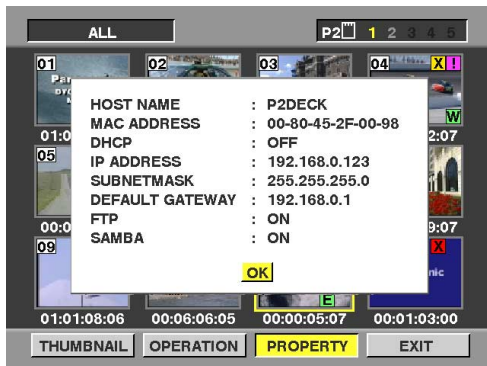 ALL
P2 1 2 3 4 5
01 02 03 04 X !
Par
HOST NAME : P2DECK
MAC ADDRESS : 00-80-45-2F-00-98
DHCP : OFF
IP ADDRESS : 192.168.0.123
SUBNETMASK : 255.255.255.0
DEFAULT GATEWAY : 192.168.0.1
FTP : ON
SAMBA : ON
OK
W
01:0 2:07
05
00:0 9:07
09 X
nic
E
01:01:08:06 00:06:06:05 00:00:05:07 00:01:03:00
THUMBNAIL OPERATION PROPERTY EXIT